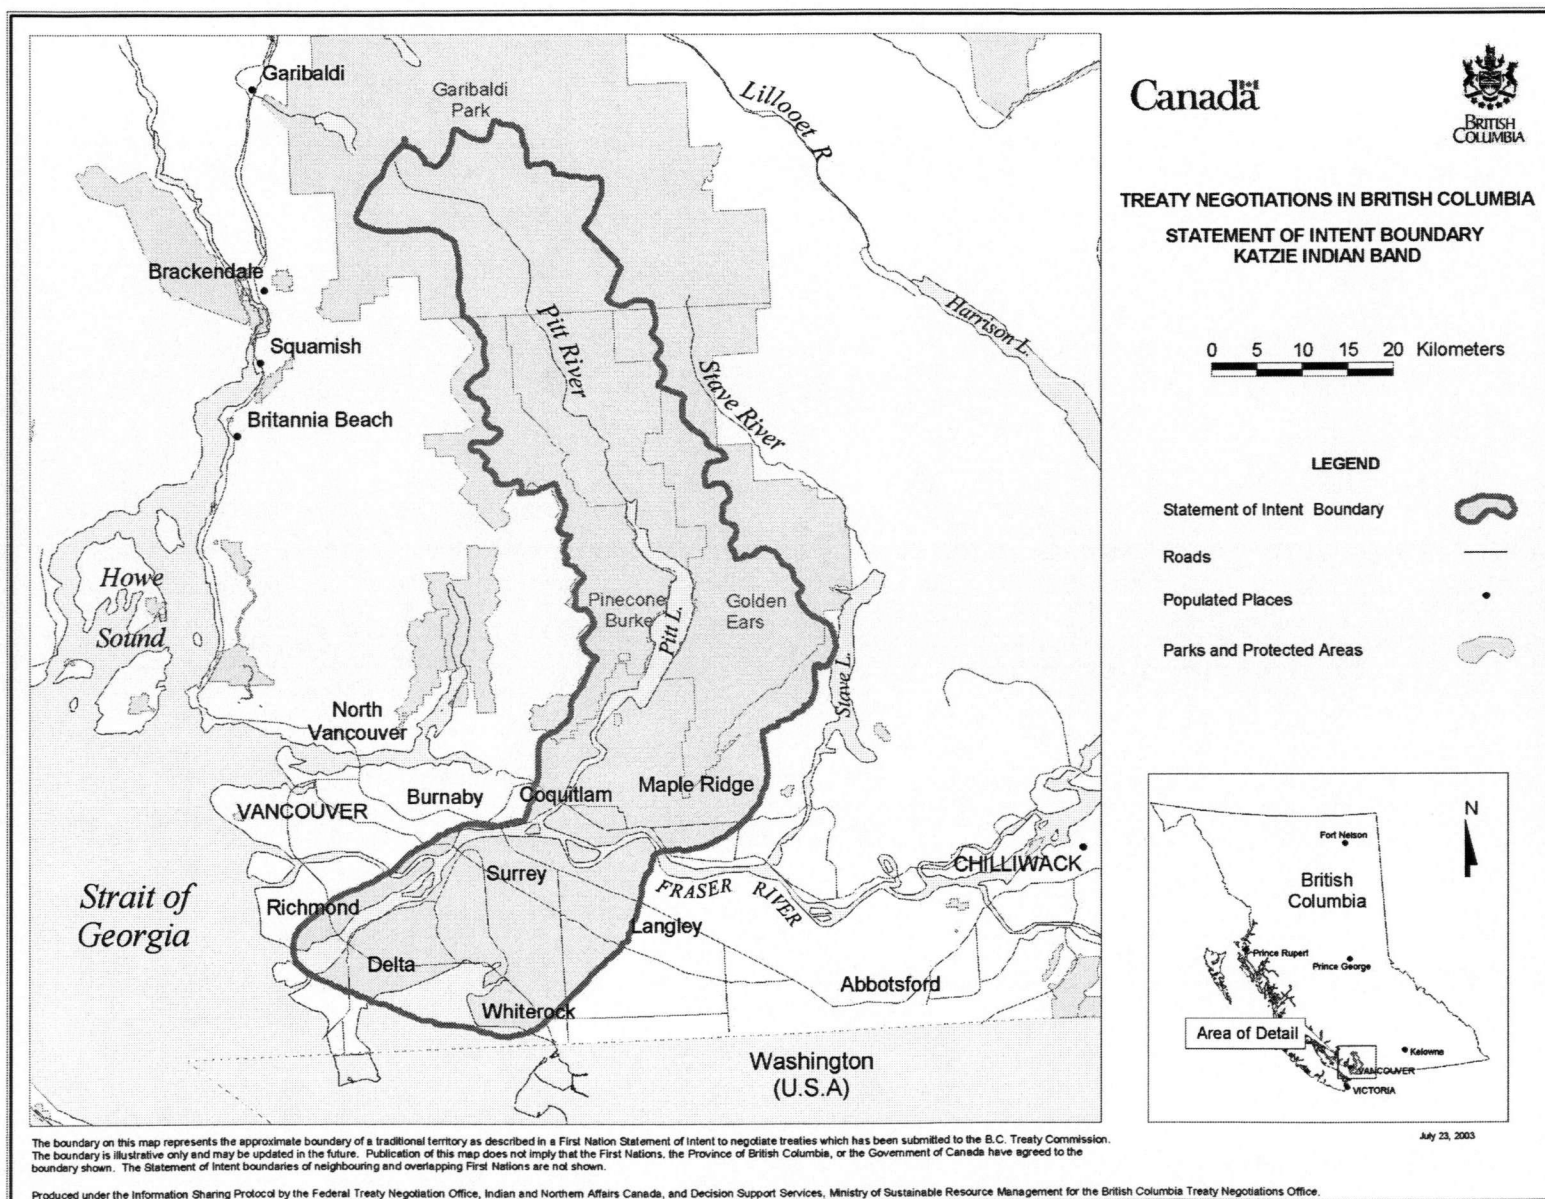 Garibaldi
Garibaldi
Park
Lillooet R
Brackendale
Squamish
Britannia Beach
Pitt River
Stave River
Harrison L.
Howe
Sound
Pinecone
Burke
Pitt L.
Golden
Ears
Stave L.
North
Vancouver
VANCOUVER
Burnaby
Coquitlam
Maple Ridge
Strait of
Georgia
Richmond
Surrey
FRASER RIVER
CHILLIWACK
Langley
Delta
Abbotsford
Whiterock
Washington
(U.S.A)
Canada
BRITISH
COLUMBIA
TREATY NEGOTIATIONS IN BRITISH COLUMBIA
STATEMENT OF INTENT BOUNDARY
KATZIE INDIAN BAND
0 5 10 15 20 Kilometers
LEGEND
Statement of Intent Boundary
Roads
Populated Places
Parks and Protected Areas
N
Fort Nelson
British
Columbia
Prince Rupert
Prince George
Area of Detail
Kelowna
VANCOUVER
VICTORIA
July 23, 2003
The boundary on this map represents the approximate boundary of a traditional territory as described in a First Nation Statement of Intent to negotiate treaties which has been submitted to the B.C. Treaty Commission.
The boundary is illustrative only and may be updated in the future. Publication of this map does not imply that the First Nations, the Province of British Columbia, or the Government of Canada have agreed to the
boundary shown. The Statement of Intent boundaries of neighbouring and overlapping First Nations are not shown.
Produced under the Information Sharing Protocol by the Federal Treaty Negotiation Office, Indian and Northern Affairs Canada, and Decision Support Services, Ministry of Sustainable Resource Management for the British Columbia Treaty Negotiations Office.